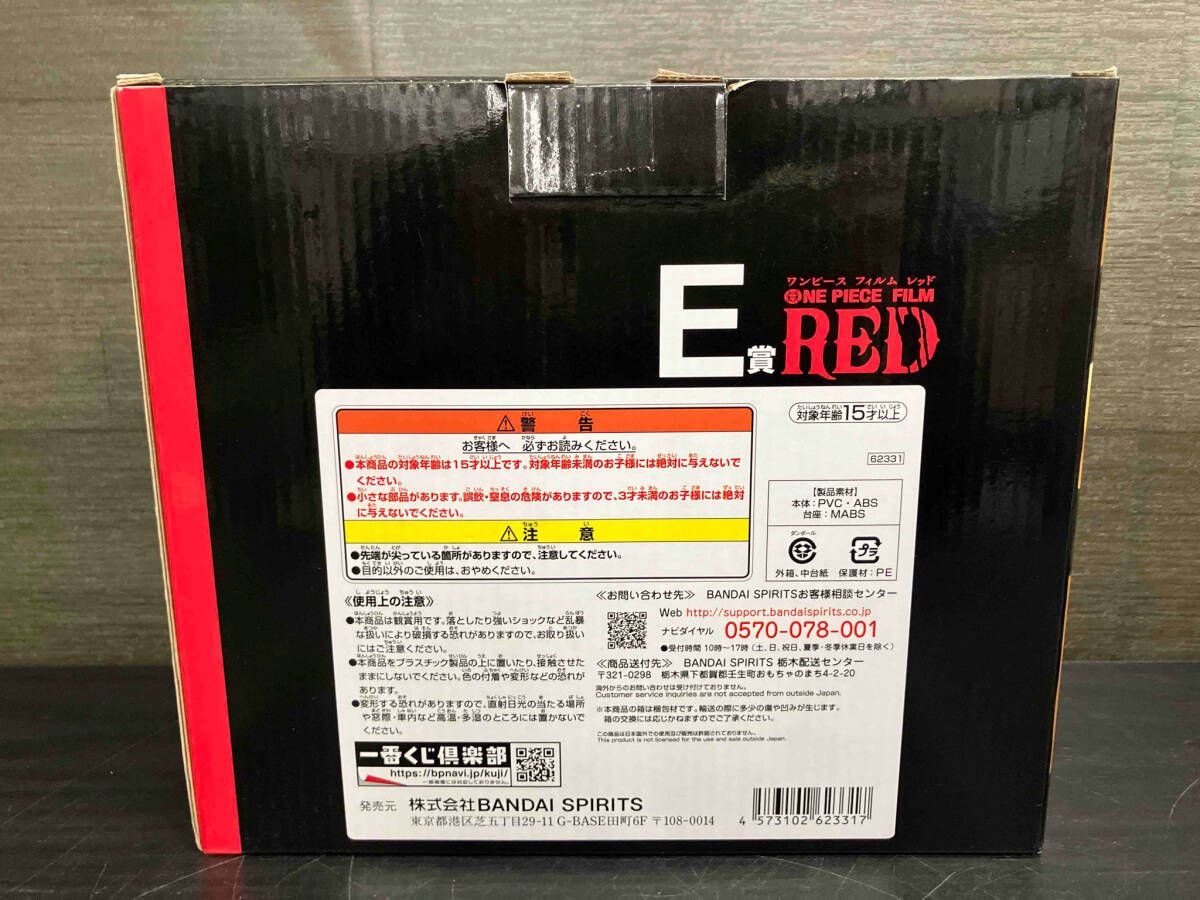 E賞
ワンピース フィルム レッド
ONE PIECE FILM
RED
対象年齢15才以上
62331
警告
お客様へ 必ずお読みください。
●本商品の対象年齢は15才以上です。対象年齢未満のお子様には絶対に与えないで
ください。
●小さな部品があります。誤飲・窒息の危険がありますので、3才未満のお子様には絶対
に与えないでください。
注意
●先端が尖っている箇所がありますので、注意してください。
●目的以外のご使用は、おやめください。
【製品素材】
本体：PVC・ABS
台座：MABS
ダンボール
プラ
外箱、中台紙 保護材：PE
《使用上の注意》
●本商品は観賞用です。落としたり強いショックなど乱暴
な扱いにより破損する恐れがありますので、お取り扱い
にはご注意ください。
●本商品をプラスチック製品の上に置いたり、接触させた
ままにしないでください。色の付着や変形などの恐れが
あります。
●変形する恐れがありますので、直射日光の当たる場所
や窓際・車内など高温・多湿のところには置かないで
ください。
≪お問い合わせ先≫ BANDAI SPIRITSお客様相談センター
Web http://support.bandaispirits.co.jp
ナビダイヤル 0570-078-001
●受付時間 10時〜17時（土、日、祝日、夏季・冬季休業日を除く）
≪商品送付先≫ BANDAI SPIRITS 栃木配送センター
〒321-0298 栃木県下都賀郡壬生町おもちゃのまち4-2-20
海外からのお問い合わせは受け付けておりません。
Customer service inquiries are not accepted from outside Japan.
※本商品の箱は梱包材です。輸送の際に多少の傷や凹みが生じます。
箱の交換には応じかねますのでご了承ください。
この商品は日本国外での使用及び販売は許諾されておりません。
This product is not licensed for the use and sale outside Japan.
一番くじ倶楽部
https://bpnavi.jp/kuji/
一部機種には対応しておりません。
発売元 株式会社BANDAI SPIRITS
東京都港区芝五丁目29-11 G-BASE田町6F 〒108-0014
4 573102 623317